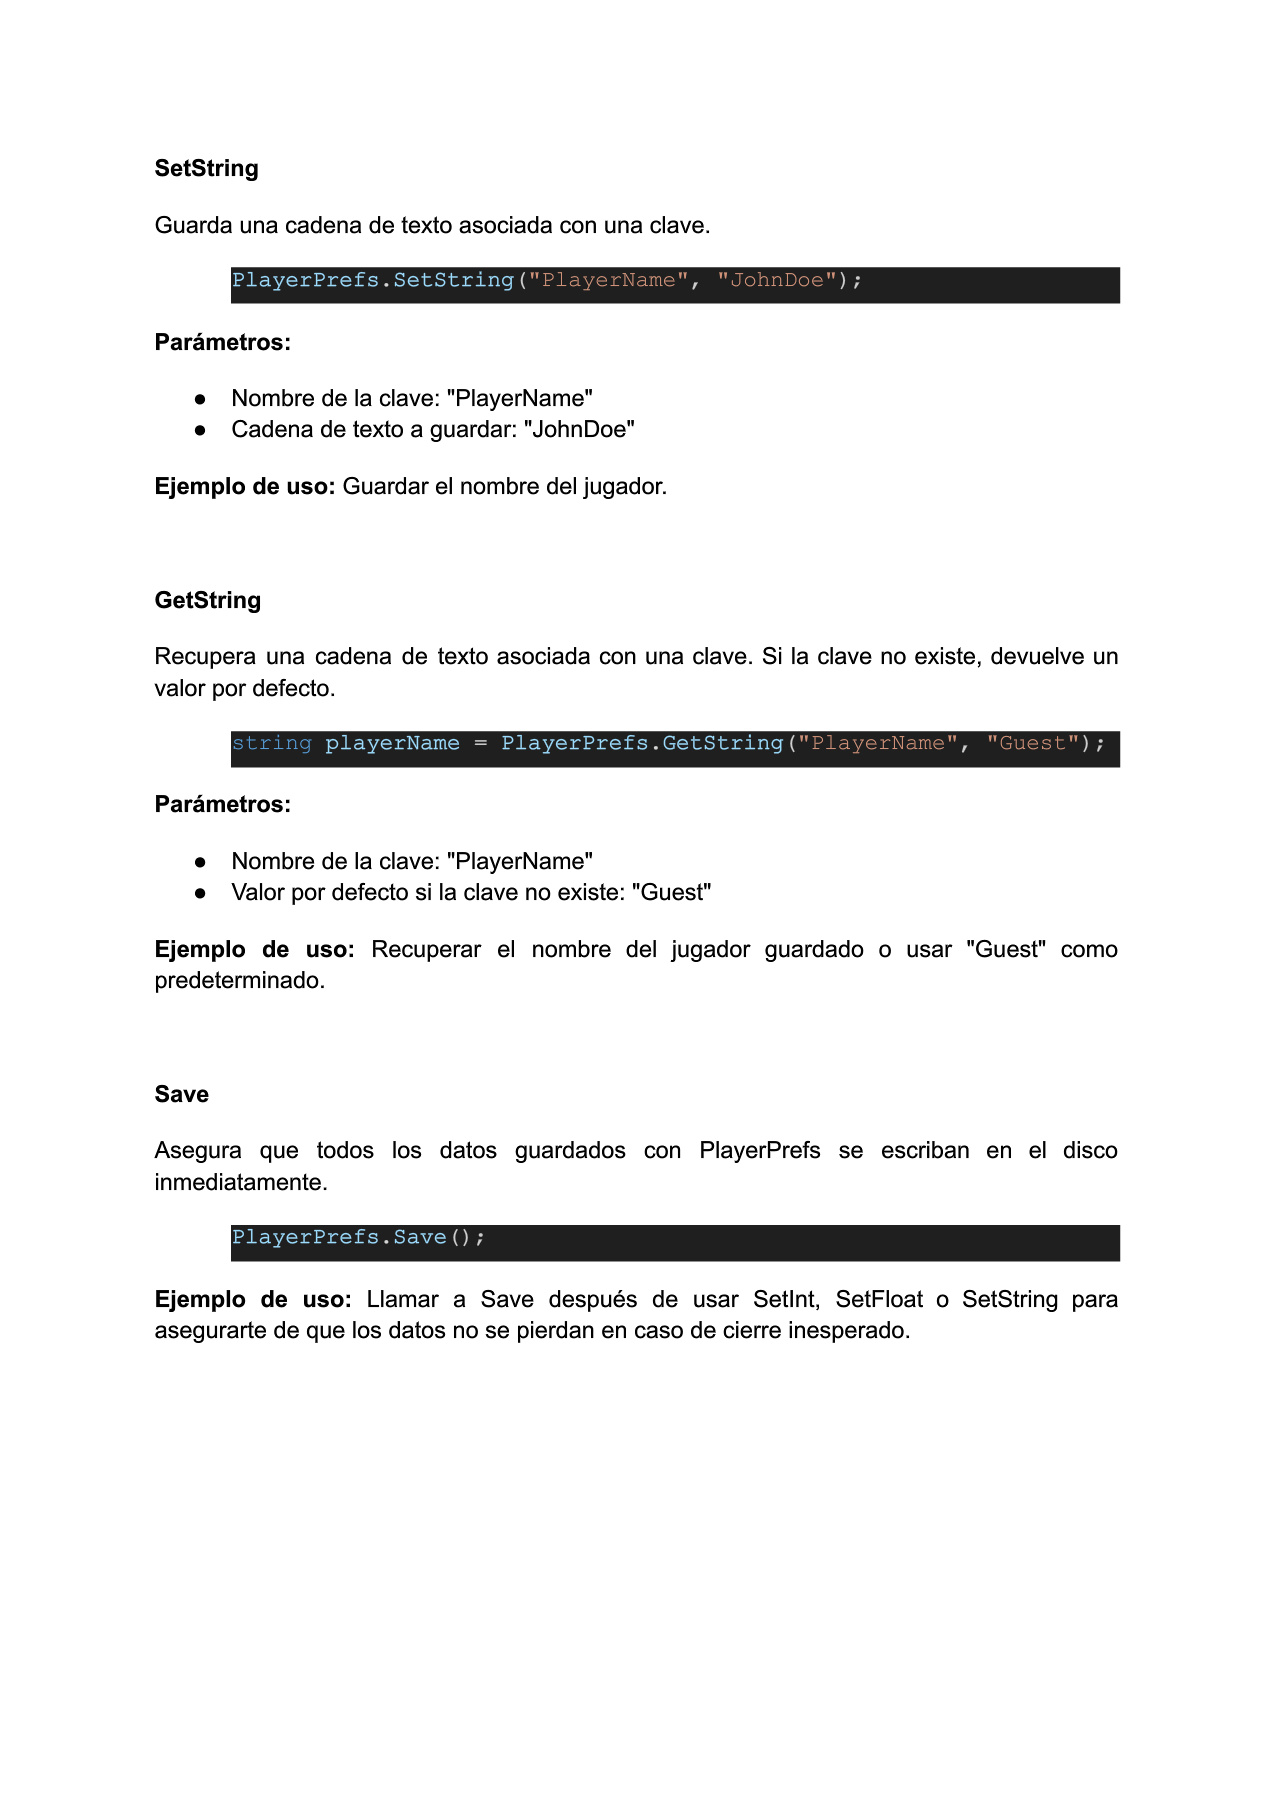 SetString
Guarda una cadena de texto asociada con una clave.
PlayerPrefs.SetString("PlayerName", "JohnDoe");
Parámetros:
● Nombre de la clave: "PlayerName"
● Cadena de texto a guardar: "JohnDoe"
Ejemplo de uso: Guardar el nombre del jugador.
GetString
Recupera una cadena de texto asociada con una clave. Si la clave no existe, devuelve un
valor por defecto.
string playerName = PlayerPrefs.GetString("PlayerName", "Guest");
Parámetros:
● Nombre de la clave: "PlayerName"
● Valor por defecto si la clave no existe: "Guest"
Ejemplo de uso: Recuperar el nombre del jugador guardado o usar "Guest" como
predeterminado.
Save
Asegura que todos los datos guardados con PlayerPrefs se escriban en el disco
inmediatamente.
PlayerPrefs.Save();
Ejemplo de uso: Llamar a Save después de usar SetInt, SetFloat o SetString para
asegurarte de que los datos no se pierdan en caso de cierre inesperado.